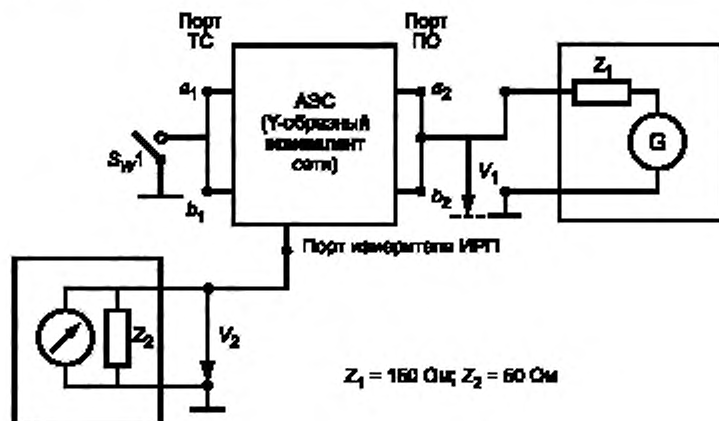 Порт
ТС
Порт
ПО
a₁
a₂
АЭС
(Y-образный
эквивалент
сети)
Z₁
G
S_W1
V₁
b₁
b₂
Порт измерителя ИРП
Z₂
V₂
Z₁ = 150 Ом; Z₂ = 50 Ом